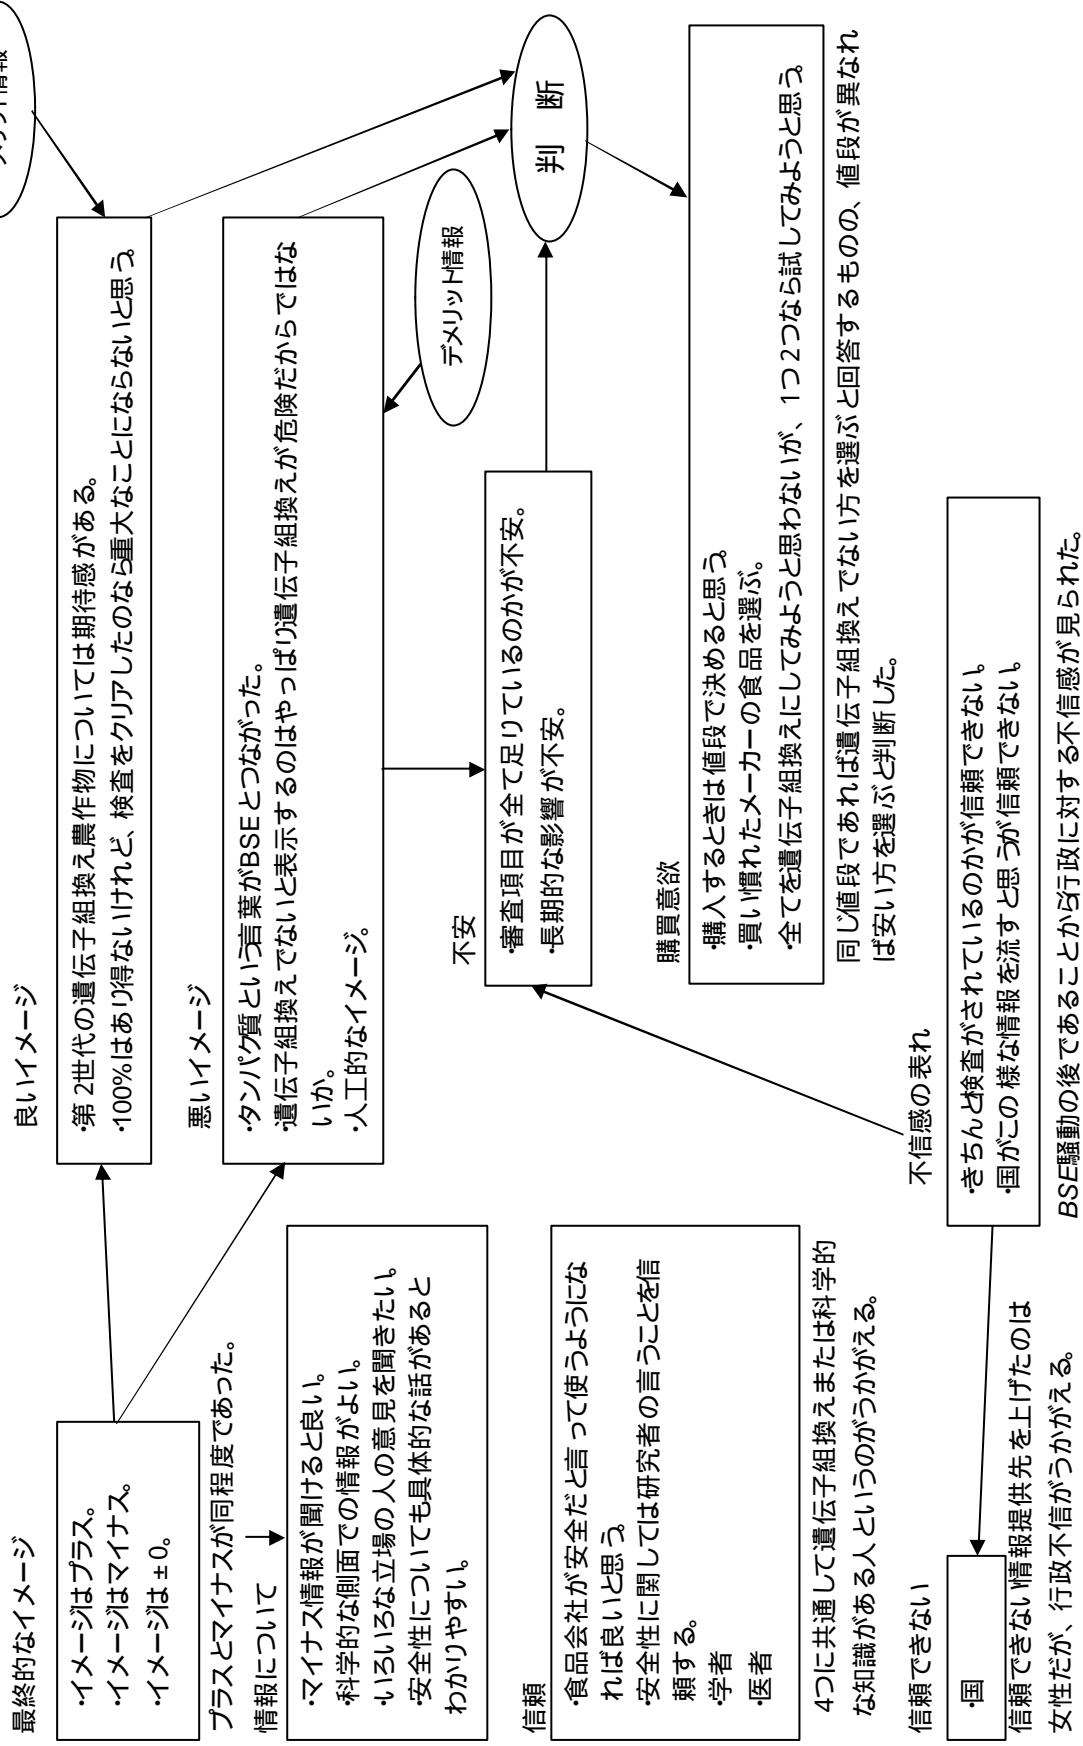 最終的なイメージ
・イメージはプラス。
・イメージはマイナス。
・イメージは±0。
プラスとマイナスが同程度であった。
情報について
・マイナス情報が聞けると良い。
・科学的な側面での情報がよい。
・いろいろな立場の人の意見を聞きたい。
・安全性についても具体的な話があると
わかりやすい。
信頼
・食品会社が安全だと言って使うようにな
れば良いと思う。
・安全性に関しては研究者の言うことを信
頼する。
・学者
・医者
4つに共通して遺伝子組換えまたは科学的
な知識がある人というのがうかがえる。
信頼できない
・国
信頼できない情報提供先を上げたのは
女性だが、行政不信がうかがえる。
良いイメージ
・第2世代の遺伝子組換え農作物については期待感がある。
・100%はあり得ないけれど、検査をクリアしたのなら重大なことにならないと思う。
悪いイメージ
・タンパク質という言葉がBSEとつながった。
・遺伝子組換えでないと表示するのはやっぱり遺伝子組換えが危険だからではな
いか。
・人工的なイメージ。
不安
・審査項目が全て足りているのかが不安。
・長期的な影響が不安。
購買意欲
・購入するときは値段で決めると思う。
・買い慣れたメーカーの食品を選ぶ。
・全てを遺伝子組換えにしてみようと思わないが、1つ2つなら試してみようと思う。
同じ値段であれば遺伝子組換えでない方を選ぶと回答するものの、値段が異なれ
ば安い方を選ぶと判断した。
不信感の表れ
・きちんと検査がされているのかが信頼できない。
・国がこの様な情報を流すと思うが信頼できない。
BSE騒動の後であることから行政に対する不信感が見られた。
デメリット情報
判 断